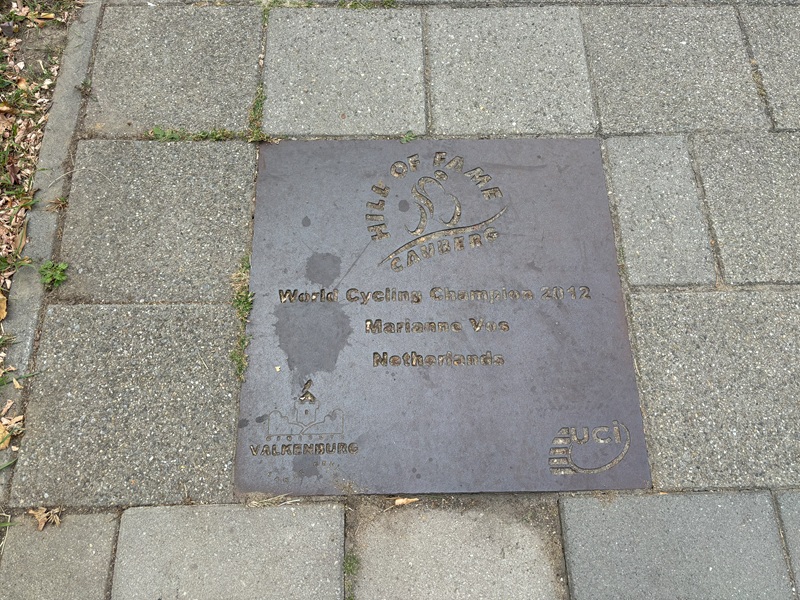 HILL OF FAME
CAUBERG
World Cycling Champion 2012
Marianne Vos
Netherlands
VALKENBURG
UCI